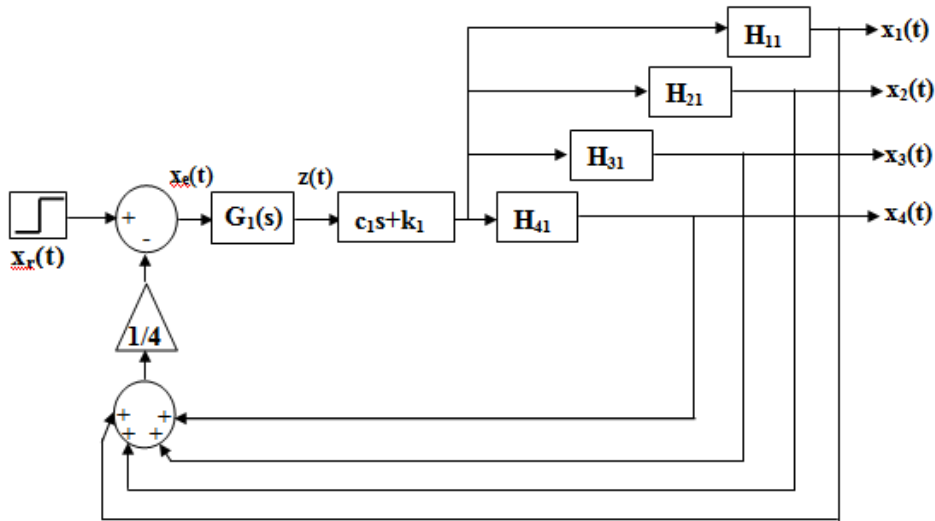 H₁₁
x₁(t)
H₂₁
x₂(t)
H₃₁
x₃(t)
xₑ(t)
z(t)
+
-
G₁(s)
c₁s+k₁
H₄₁
x₄(t)
xᵣ(t)
1/4
+ +
+ +